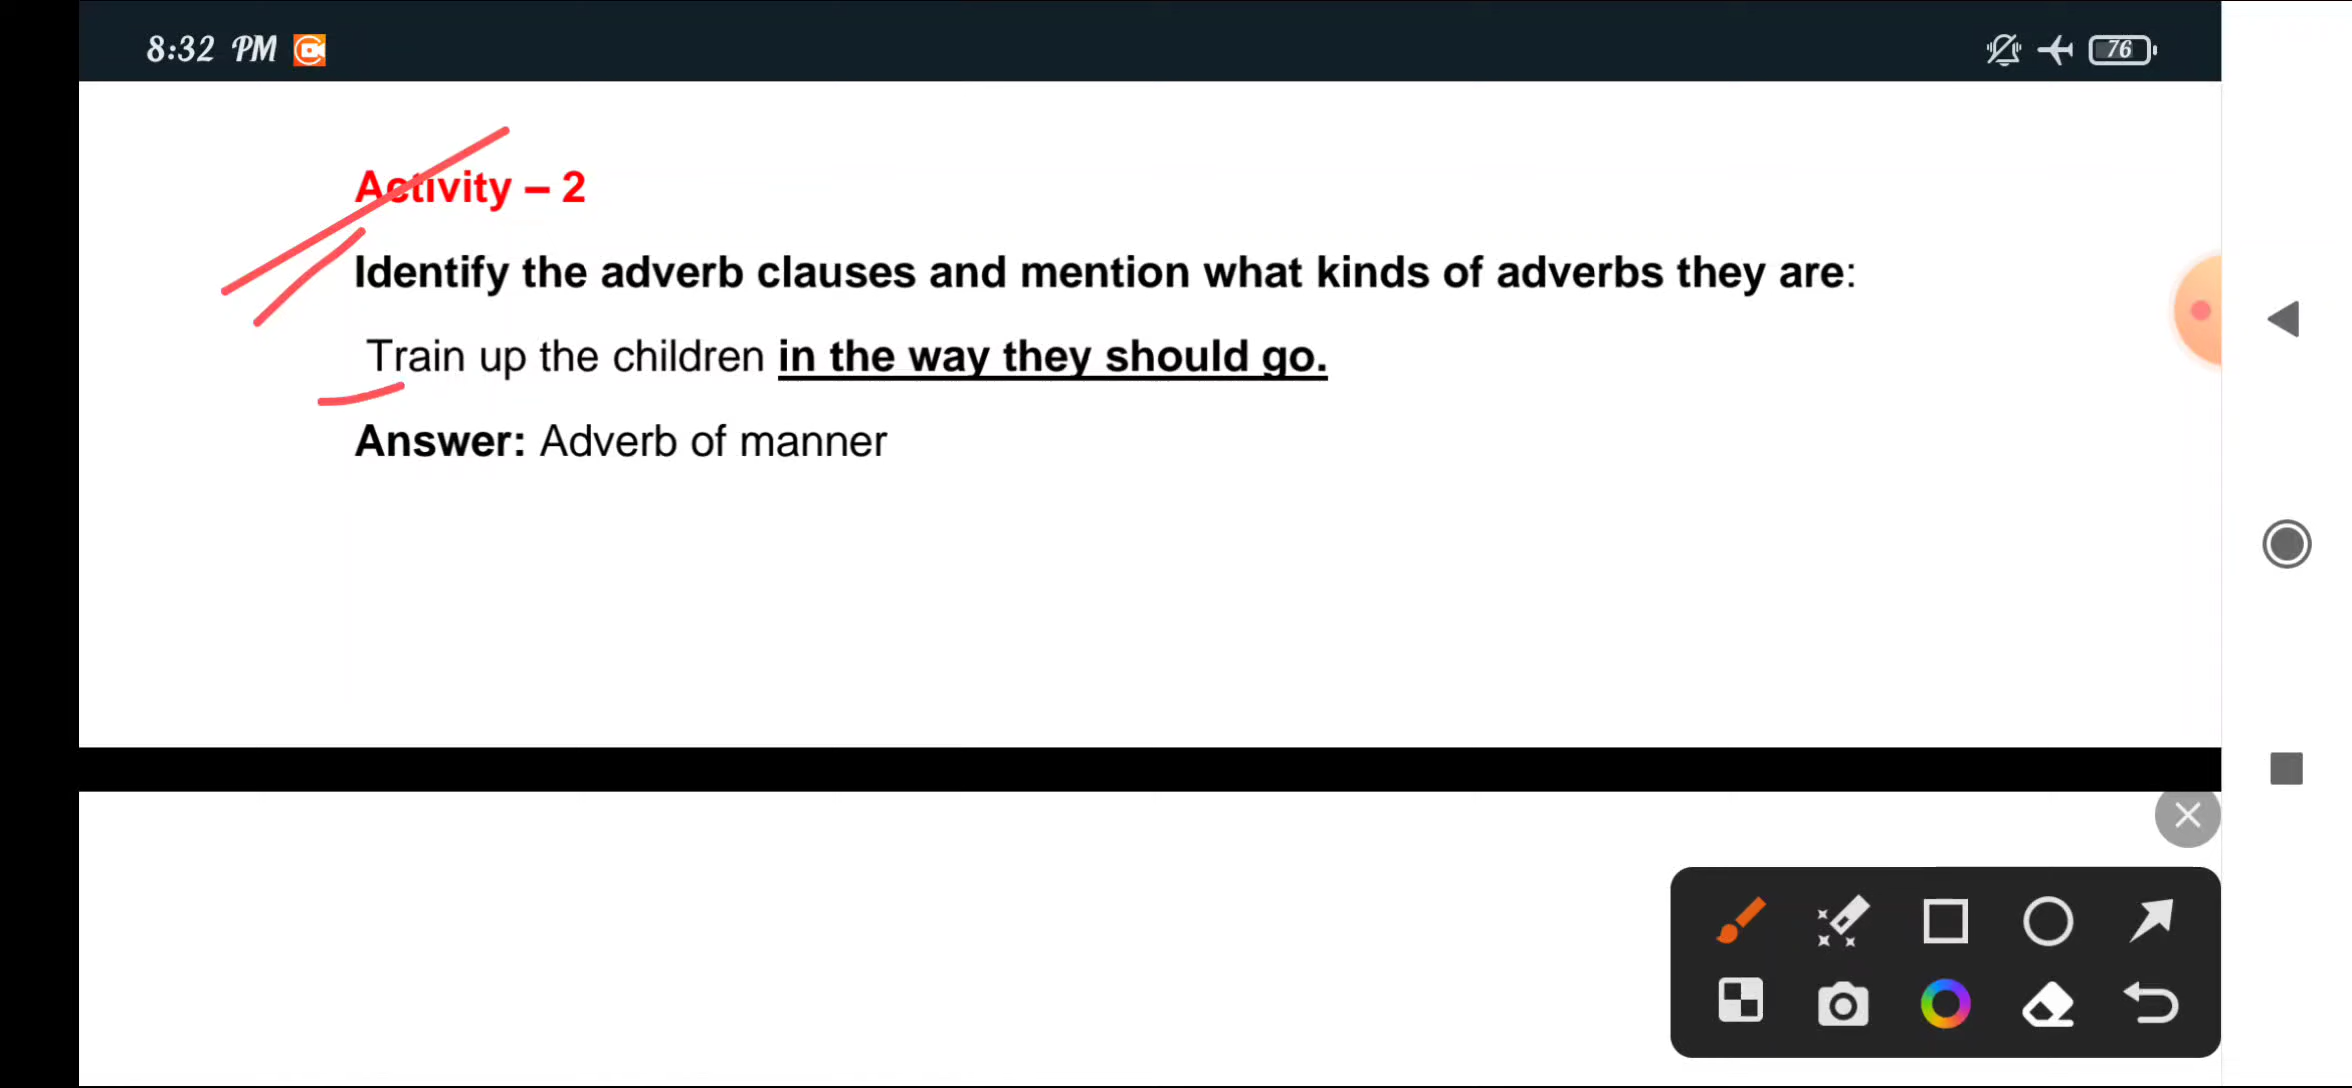 8:32 PM
76
Activity – 2
Identify the adverb clauses and mention what kinds of adverbs they are:
Train up the children in the way they should go.
Answer: Adverb of manner